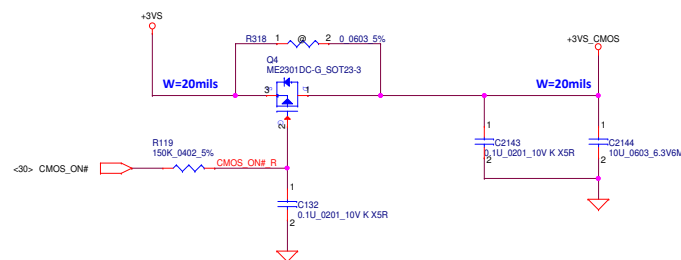 +3VS
+3VS_CMOS
R318 1 @ 2 0_0603_5%
Q4
ME2301DC-G_SOT23-3
W=20mils
3
1
W=20mils
2
R119
150K_0402_5%
<30> CMOS_ON#
CMOS_ON#_R
1
C2143
0.1U_0201_10V K X5R
2
1
C2144
10U_0603_6.3V6M
2
1
C132
0.1U_0201_10V K X5R
2